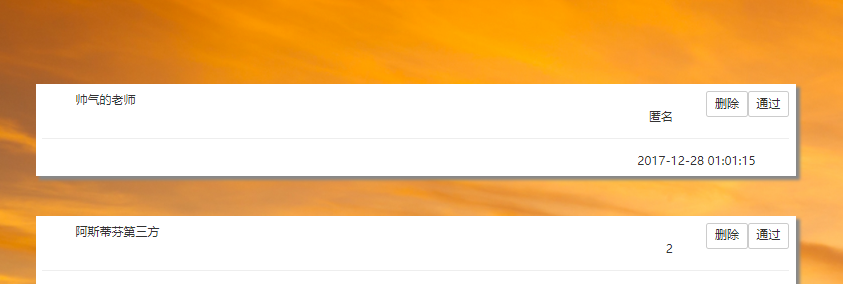 帅气的老师
删除 通过
匿名
2017-12-28 01:01:15
阿斯蒂芬第三方
删除 通过
2